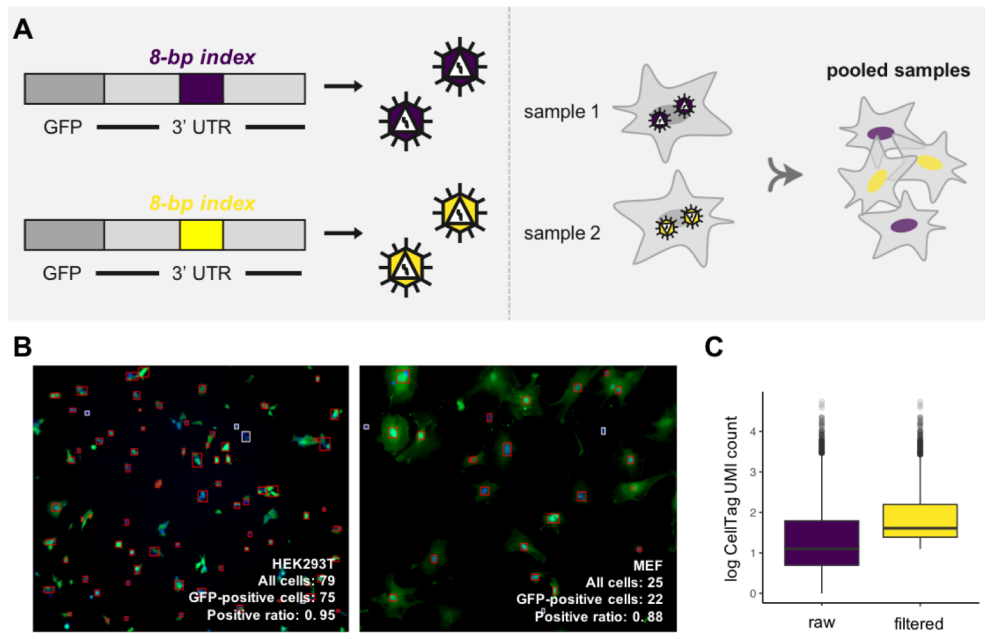 A
8-bp index
GFP
3' UTR
8-bp index
GFP
3' UTR
sample 1
sample 2
pooled samples
B
HEK293T
All cells: 79
GFP-positive cells: 75
Positive ratio: 0.95
MEF
All cells: 25
GFP-positive cells: 22
Positive ratio: 0.88
C
log CellTag UMI count
4
3
2
1
0
raw
filtered